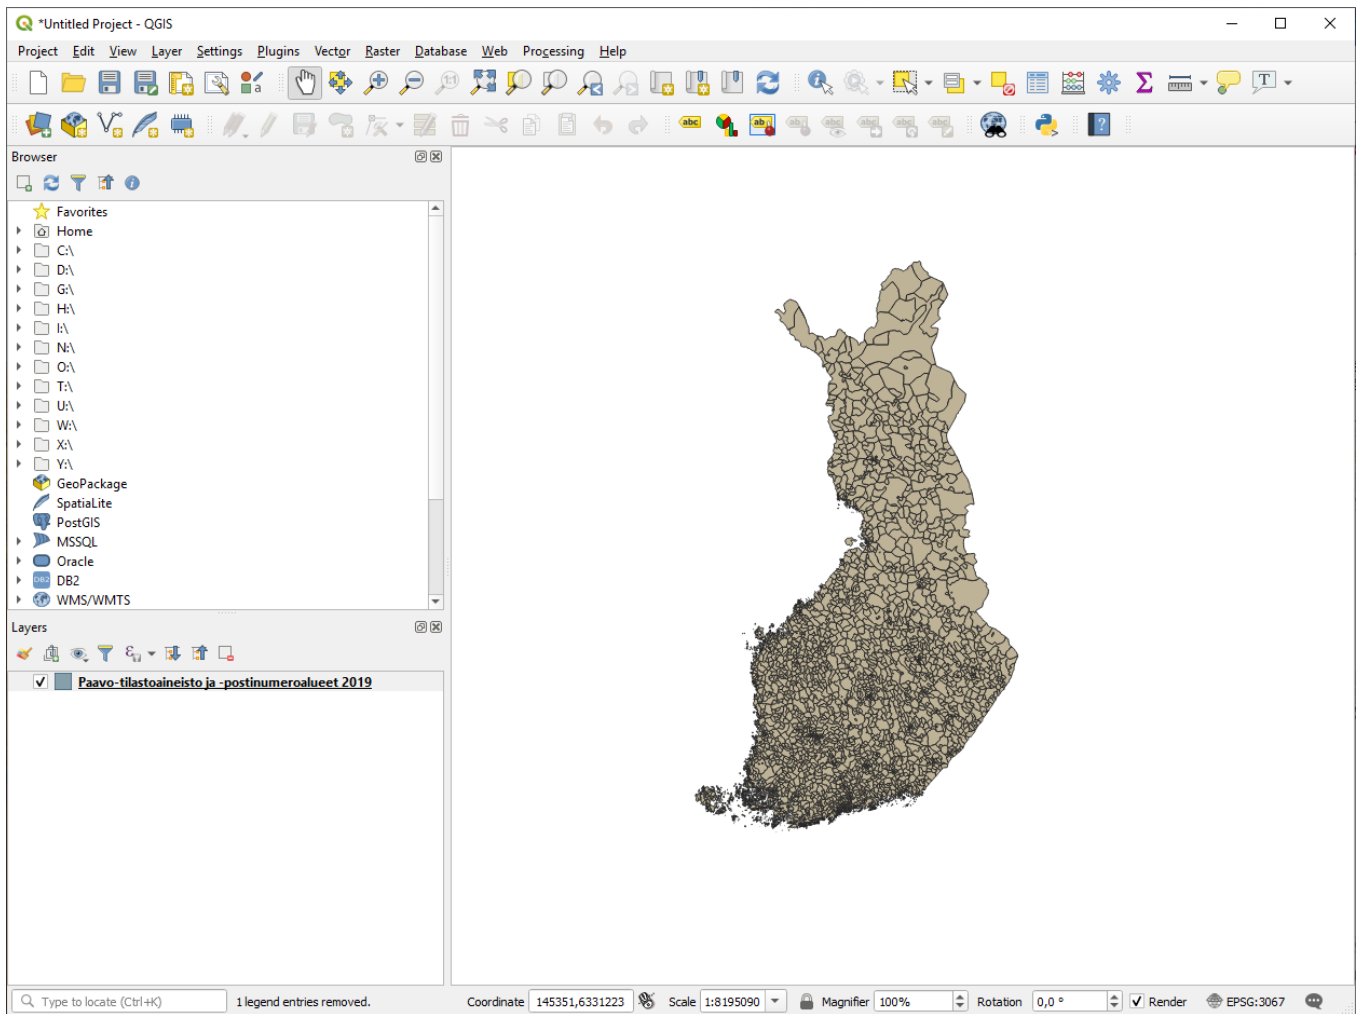 *Untitled Project - QGIS
Project Edit View Layer Settings Plugins Vector Raster Database Web Processing Help
Browser
Favorites
Home
C:\
D:\
G:\
H:\
I:\
N:\
O:\
T:\
U:\
W:\
X:\
Y:\
GeoPackage
SpatiaLite
PostGIS
MSSQL
Oracle
DB2 DB2
WMS/WMTS
Layers
Paavo-tilastoaineisto ja -postinumeroalueet 2019
Type to locate (Ctrl+K) 1 legend entries removed. Coordinate 145351,6331223 Scale 1:8195090 Magnifier 100% Rotation 0,0 ° Render EPSG:3067